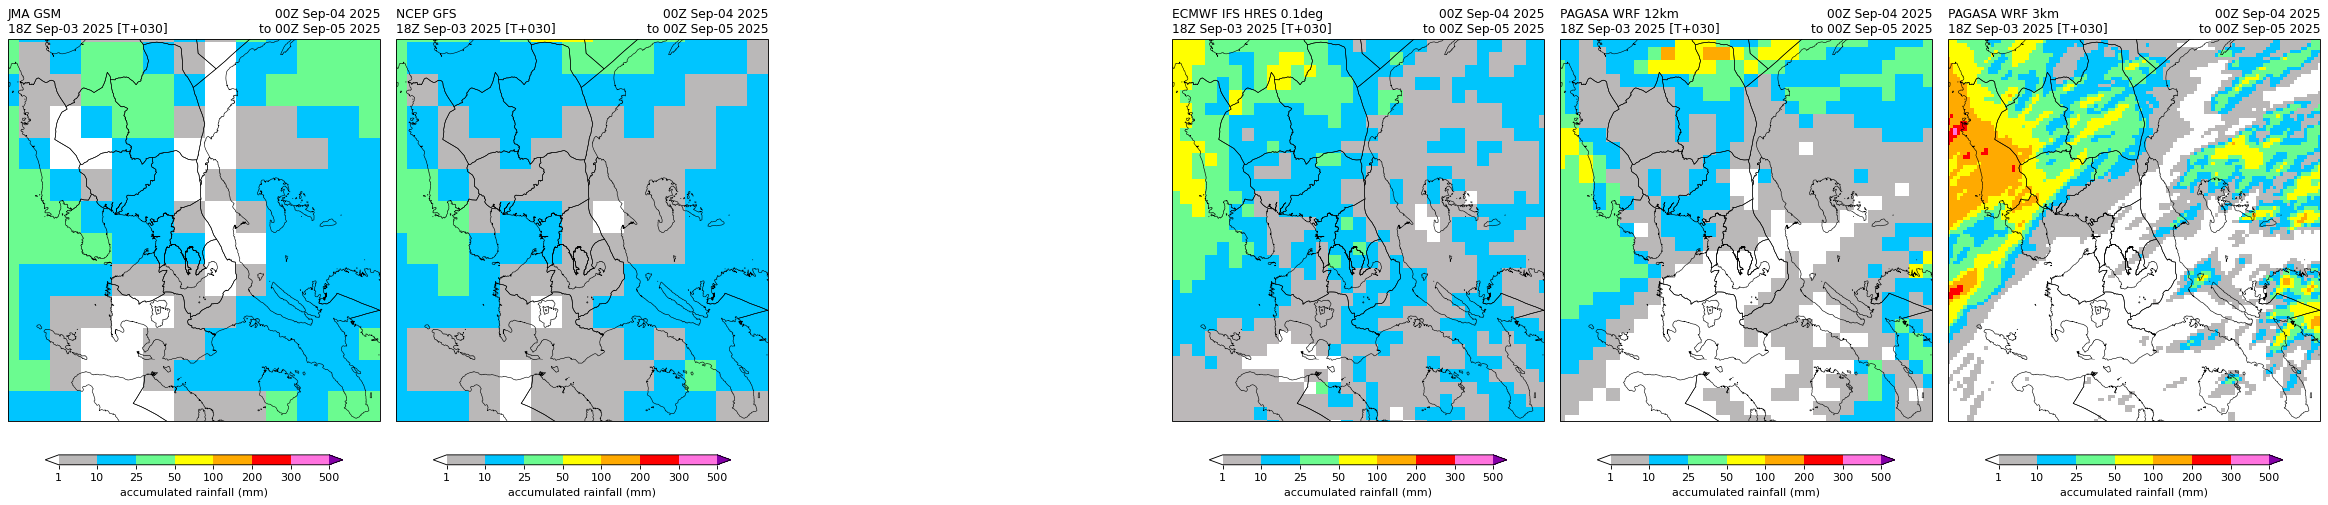 JMA GSM 00Z Sep-04 2025
18Z Sep-03 2025 [T+030] to 00Z Sep-05 2025
1 10 25 50 100 200 300 500
accumulated rainfall (mm)
NCEP GFS 00Z Sep-04 2025
18Z Sep-03 2025 [T+030] to 00Z Sep-05 2025
1 10 25 50 100 200 300 500
accumulated rainfall (mm)
ECMWF IFS HRES 0.1deg 00Z Sep-04 2025
18Z Sep-03 2025 [T+030] to 00Z Sep-05 2025
1 10 25 50 100 200 300 500
accumulated rainfall (mm)
PAGASA WRF 12km 00Z Sep-04 2025
18Z Sep-03 2025 [T+030] to 00Z Sep-05 2025
1 10 25 50 100 200 300 500
accumulated rainfall (mm)
PAGASA WRF 3km 00Z Sep-04 2025
18Z Sep-03 2025 [T+030] to 00Z Sep-05 2025
1 10 25 50 100 200 300 500
accumulated rainfall (mm)